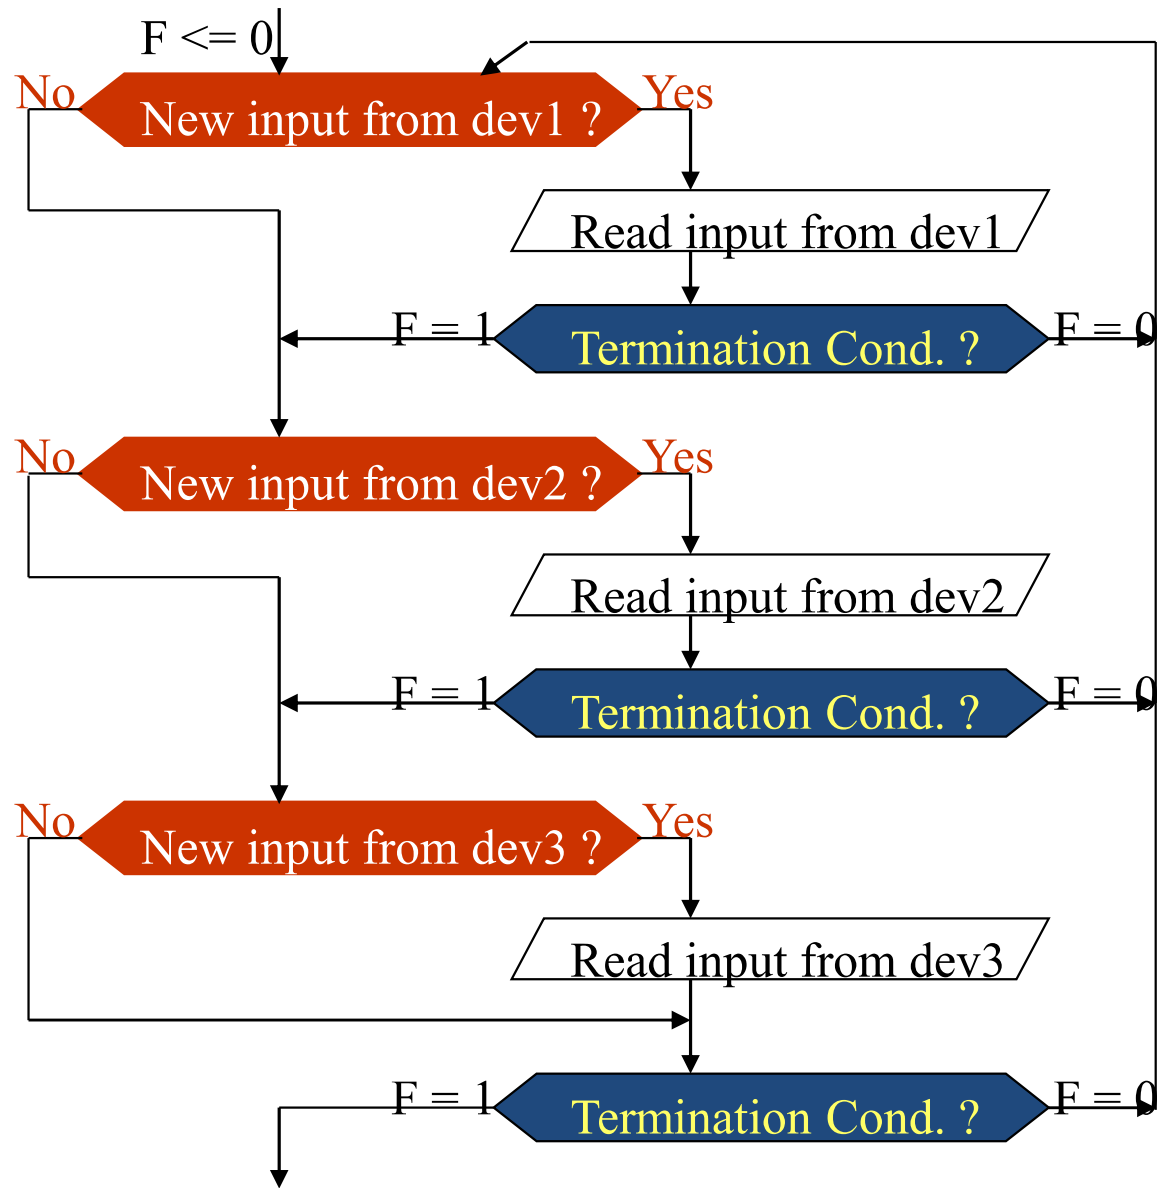 F <= 0
No
New input from dev1 ?
Yes
Read input from dev1
F = 1
Termination Cond. ?
F = 0
No
New input from dev2 ?
Yes
Read input from dev2
F = 1
Termination Cond. ?
F = 0
No
New input from dev3 ?
Yes
Read input from dev3
F = 1
Termination Cond. ?
F = 0